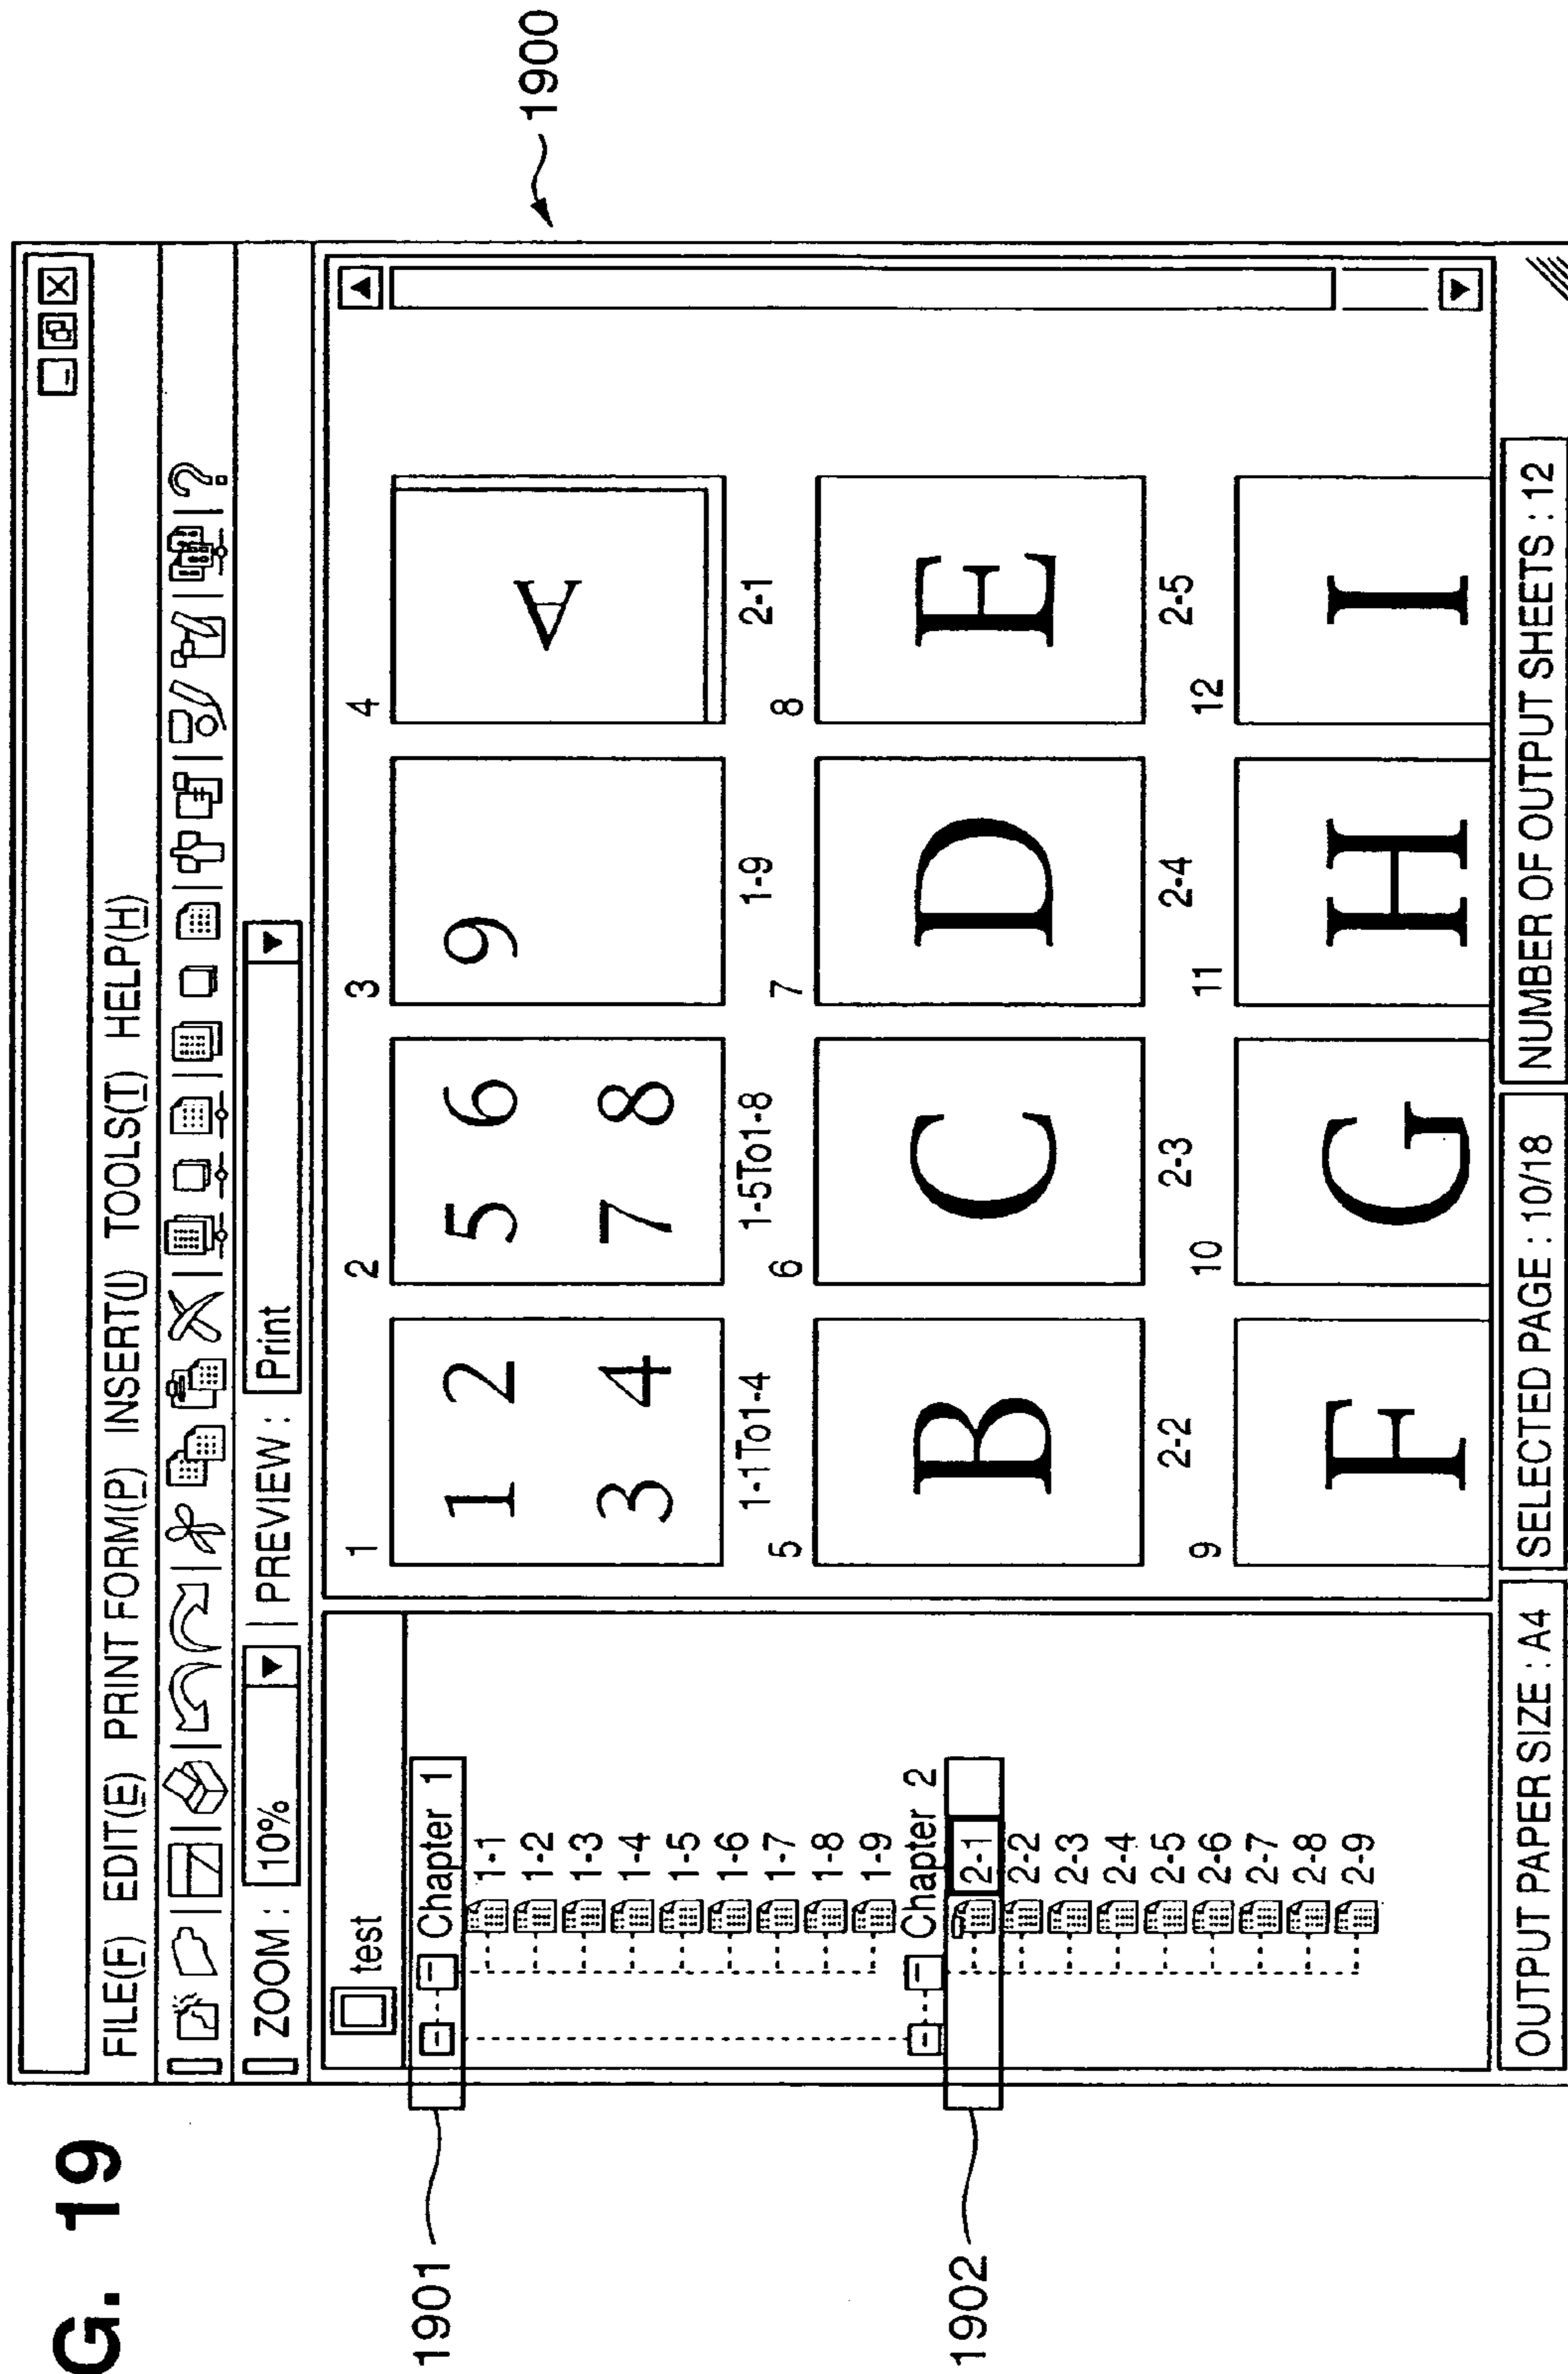 G. 19
1900
FILE(F) EDIT(E) PRINT FORM(P) INSERT(I) TOOLS(T) HELP(H)
?
ZOOM : 10% PREVIEW : Print
test
1901
Chapter 1
1-1
1-2
1-3
1-4
1-5
1-6
1-7
1-8
1-9
Chapter 2
1902
2-1
2-2
2-3
2-4
2-5
2-6
2-7
2-8
2-9
1 2 3 4
1 2 5 6 9 A
3 4 7 8
1-1To1-4 1-5To1-8 1-9 2-1
5 6 7 8
B C D E
2-2 2-3 2-4 2-5
9 10 11 12
F G H I
OUTPUT PAPER SIZE : A4 SELECTED PAGE : 10/18 NUMBER OF OUTPUT SHEETS : 12